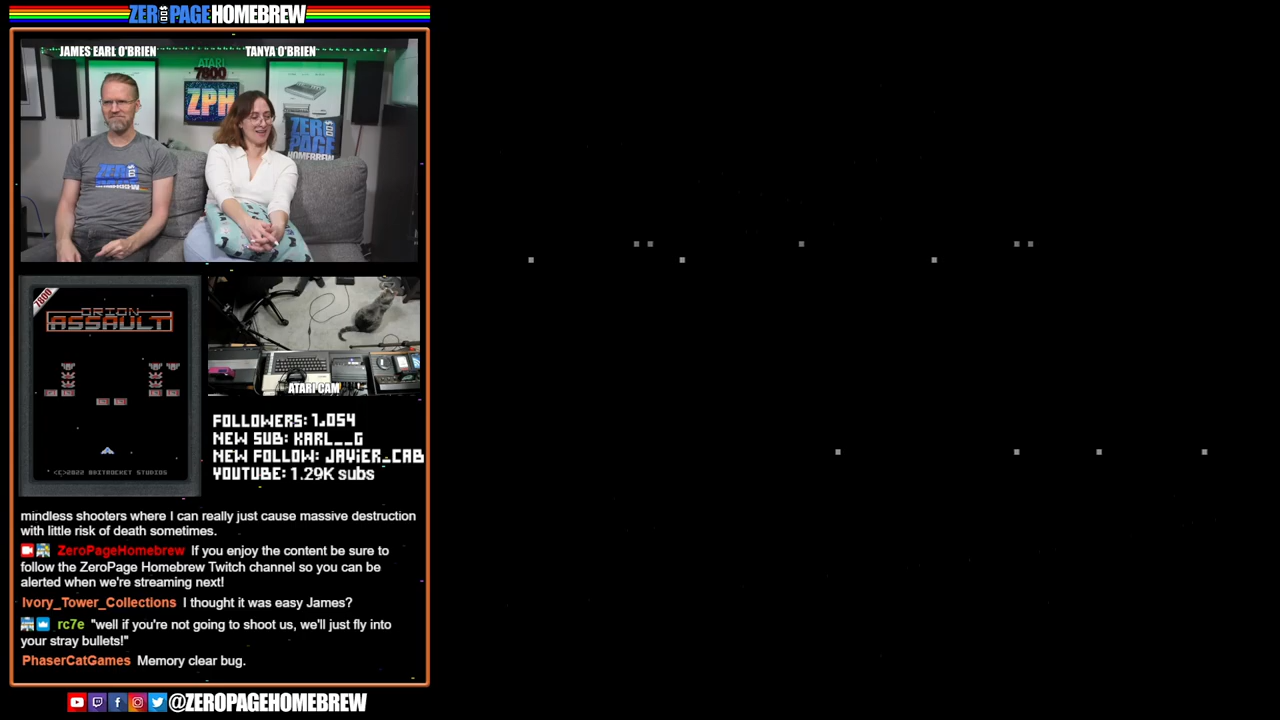 ZEROPAGE HOMEBREW
JAMES EARL O'BRIEN
TANYA O'BRIEN
ATARI
7800
ZPH
ZERO
PAGE
HOMEBREW
7800
ORION
ASSAULT
<C>2022 8BITROCKET STUDIOS
ATARI CAM
FOLLOWERS: 1,054
NEW SUB: KARL__G
NEW FOLLOW: JAVIER_CAB
YOUTUBE: 1.29K subs
mindless shooters where I can really just cause massive destruction
with little risk of death sometimes.
ZeroPageHomebrew If you enjoy the content be sure to
follow the ZeroPage Homebrew Twitch channel so you can be
alerted when we're streaming next!
Ivory_Tower_Collections I thought it was easy James?
rc7e "well if you're not going to shoot us, we'll just fly into
your stray bullets!"
PhaserCatGames Memory clear bug.
@ZEROPAGEHOMEBREW